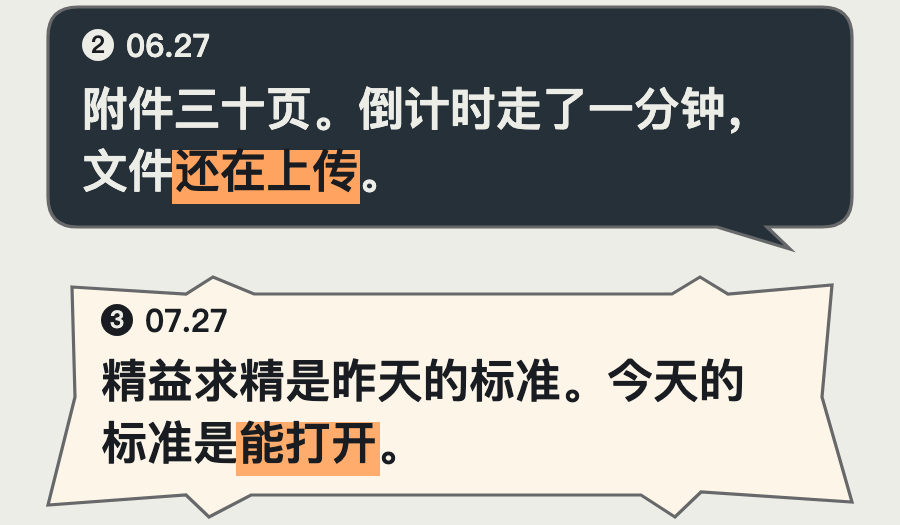 2 06.27
附件三十页。倒计时走了一分钟，
文件还在上传。
3 07.27
精益求精是昨天的标准。今天的
标准是能打开。